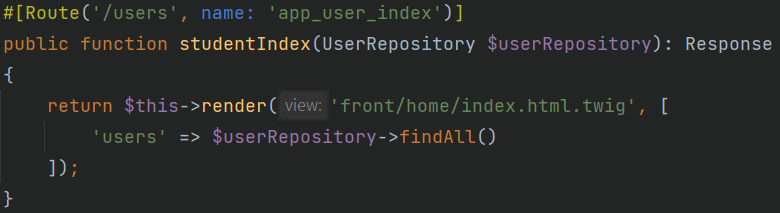 #[Route('/users', name: 'app_user_index')]
public function studentIndex(UserRepository $userRepository): Response
{
    return $this->render( view: 'front/home/index.html.twig', [
        'users' => $userRepository->findAll()
    ]);
}